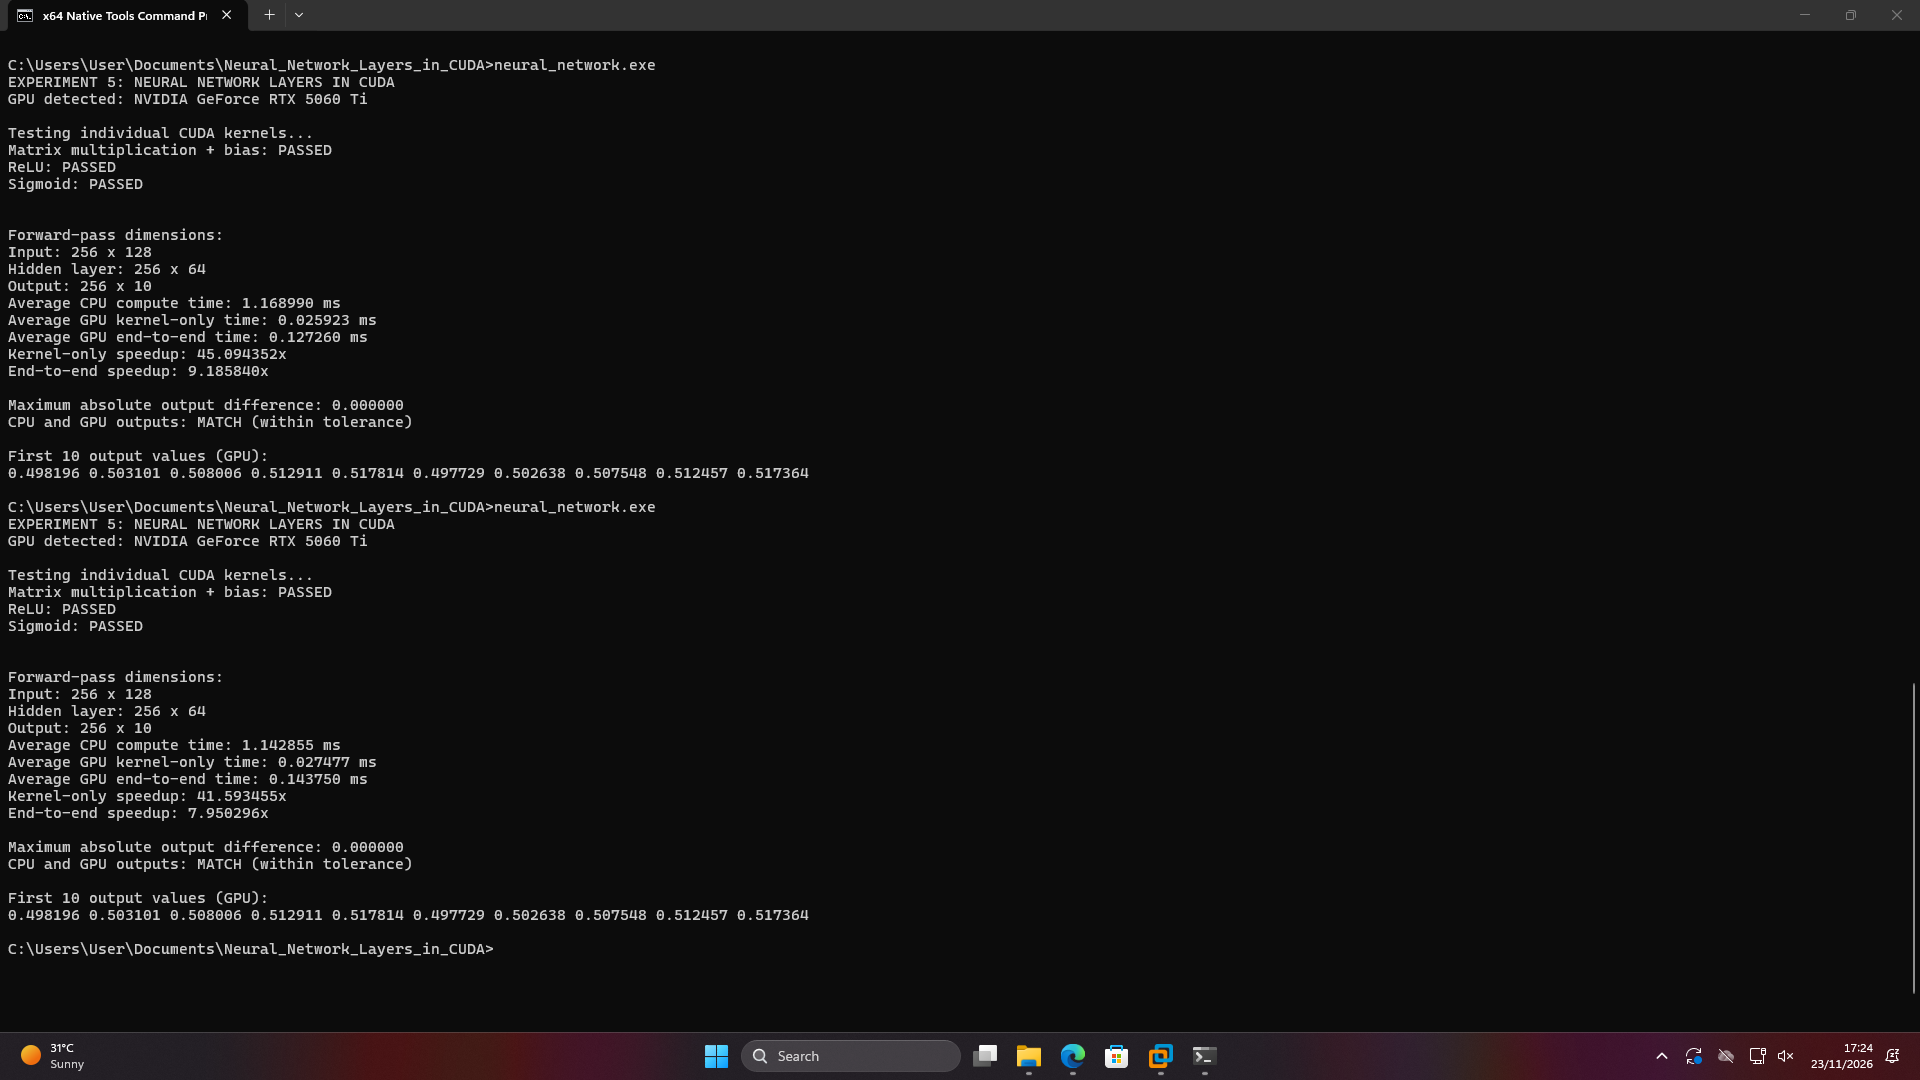 x64 Native Tools Command P
C:\Users\User\Documents\Neural_Network_Layers_in_CUDA>neural_network.exe
EXPERIMENT 5: NEURAL NETWORK LAYERS IN CUDA
GPU detected: NVIDIA GeForce RTX 5060 Ti
Testing individual CUDA kernels...
Matrix multiplication + bias: PASSED
ReLU: PASSED
Sigmoid: PASSED
Forward-pass dimensions:
Input: 256 x 128
Hidden layer: 256 x 64
Output: 256 x 10
Average CPU compute time: 1.168990 ms
Average GPU kernel-only time: 0.025923 ms
Average GPU end-to-end time: 0.127260 ms
Kernel-only speedup: 45.094352x
End-to-end speedup: 9.185840x
Maximum absolute output difference: 0.000000
CPU and GPU outputs: MATCH (within tolerance)
First 10 output values (GPU):
0.498196 0.503101 0.508006 0.512911 0.517814 0.497729 0.502638 0.507548 0.512457 0.517364
C:\Users\User\Documents\Neural_Network_Layers_in_CUDA>neural_network.exe
EXPERIMENT 5: NEURAL NETWORK LAYERS IN CUDA
GPU detected: NVIDIA GeForce RTX 5060 Ti
Testing individual CUDA kernels...
Matrix multiplication + bias: PASSED
ReLU: PASSED
Sigmoid: PASSED
Forward-pass dimensions:
Input: 256 x 128
Hidden layer: 256 x 64
Output: 256 x 10
Average CPU compute time: 1.142855 ms
Average GPU kernel-only time: 0.027477 ms
Average GPU end-to-end time: 0.143750 ms
Kernel-only speedup: 41.593455x
End-to-end speedup: 7.950296x
Maximum absolute output difference: 0.000000
CPU and GPU outputs: MATCH (within tolerance)
First 10 output values (GPU):
0.498196 0.503101 0.508006 0.512911 0.517814 0.497729 0.502638 0.507548 0.512457 0.517364
C:\Users\User\Documents\Neural_Network_Layers_in_CUDA>
31°C
Sunny
Search
17:24
23/11/2026